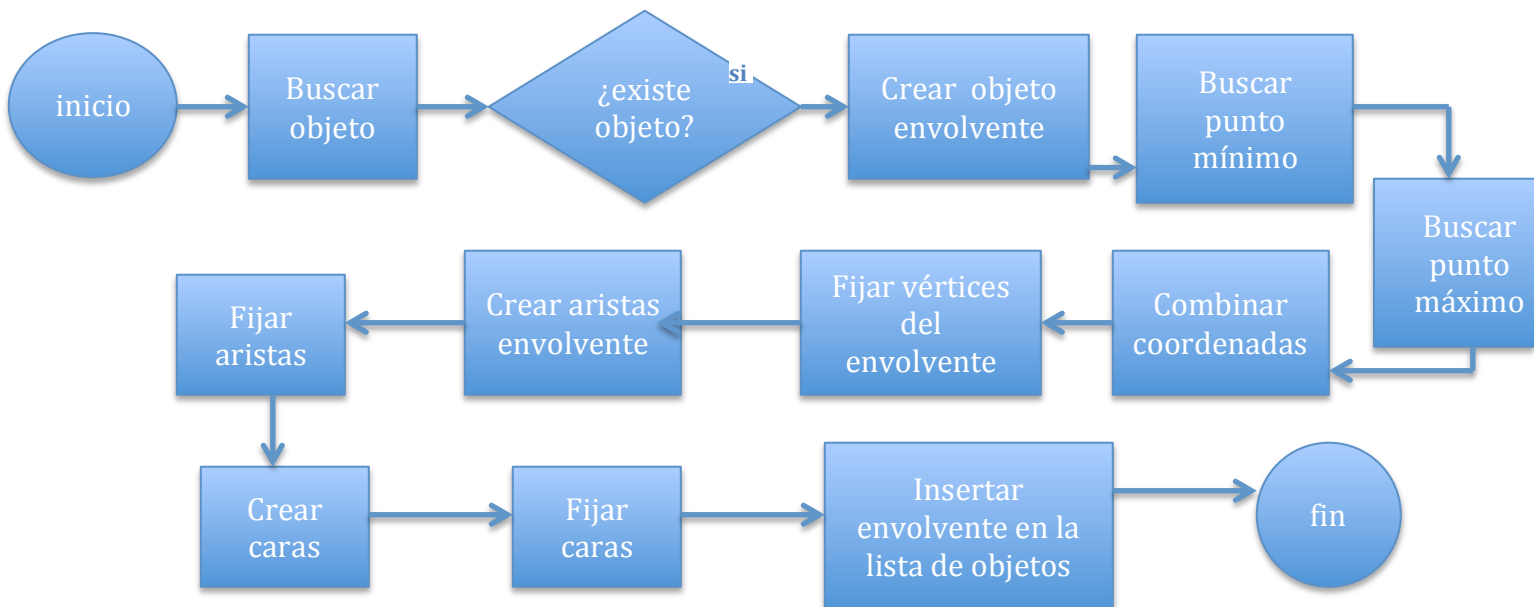 inicio
Buscar
objeto
¿existe
objeto?
si
Crear objeto
envolvente
Buscar
punto
mínimo
Buscar
punto
máximo
Combinar
coordenadas
Fijar vértices
del
envolvente
Crear aristas
envolvente
Fijar
aristas
Crear
caras
Fijar
caras
Insertar
envolvente en la
lista de objetos
fin